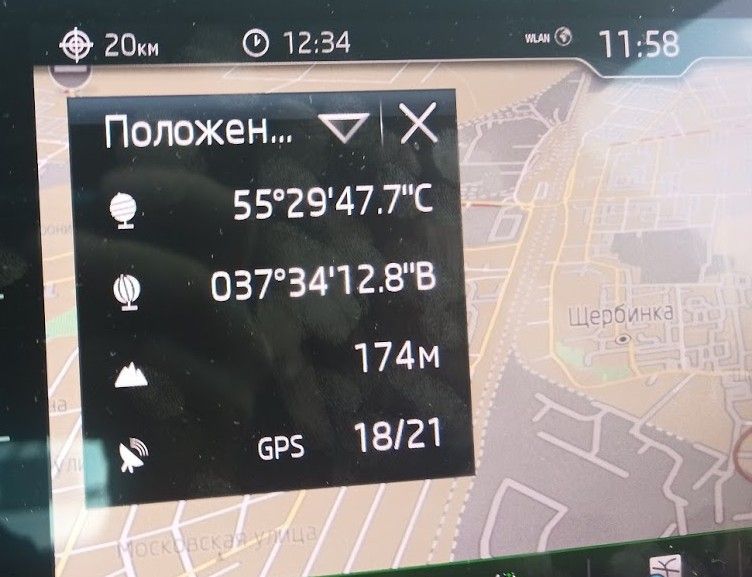 20км 12:34 WLAN 11:58
Положен...
55°29'47.7"С
037°34'12.8"В
174м
GPS 18/21
Щербинка
Московская улица